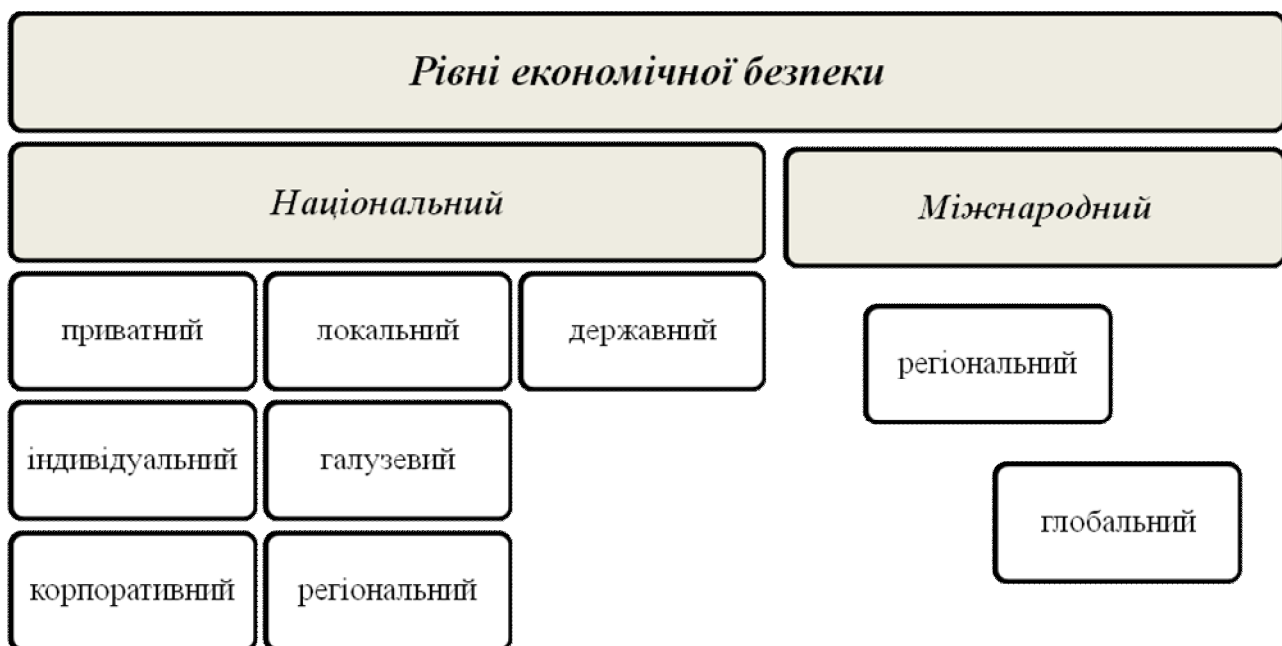 Рівні економічної безпеки
Національний
Міжнародний
приватний
локальний
державний
регіональний
індивідуальний
галузевий
глобальний
корпоративний
регіональний